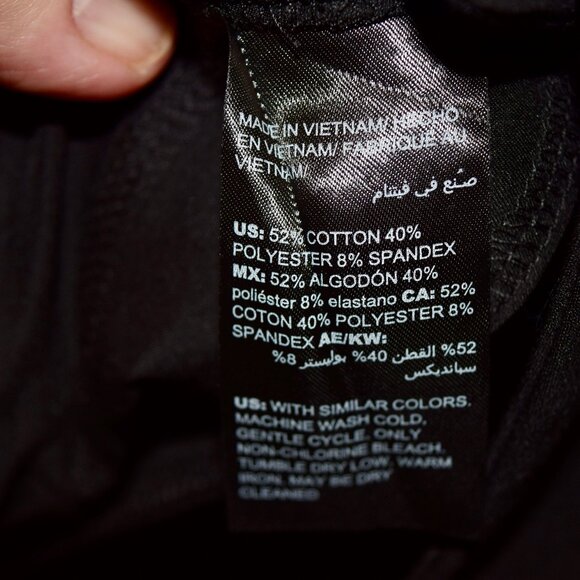 MADE IN VIETNAM/ HECHO
EN VIETNAM/ FABRIQUE AU
VIETNAM/
صنع في فيتنام
US: 52% COTTON 40%
POLYESTER 8% SPANDEX
MX: 52% ALGODÓN 40%
poliéster 8% elastano CA: 52%
COTON 40% POLYESTER 8%
SPANDEX AE/KW:
52% القطن 40% بوليستر 8%
سبانديكس
US: WITH SIMILAR COLORS.
MACHINE WASH COLD,
GENTLE CYCLE. ONLY
NON-CHLORINE BLEACH.
TUMBLE DRY LOW. WARM
IRON. MAY BE DRY
CLEANED